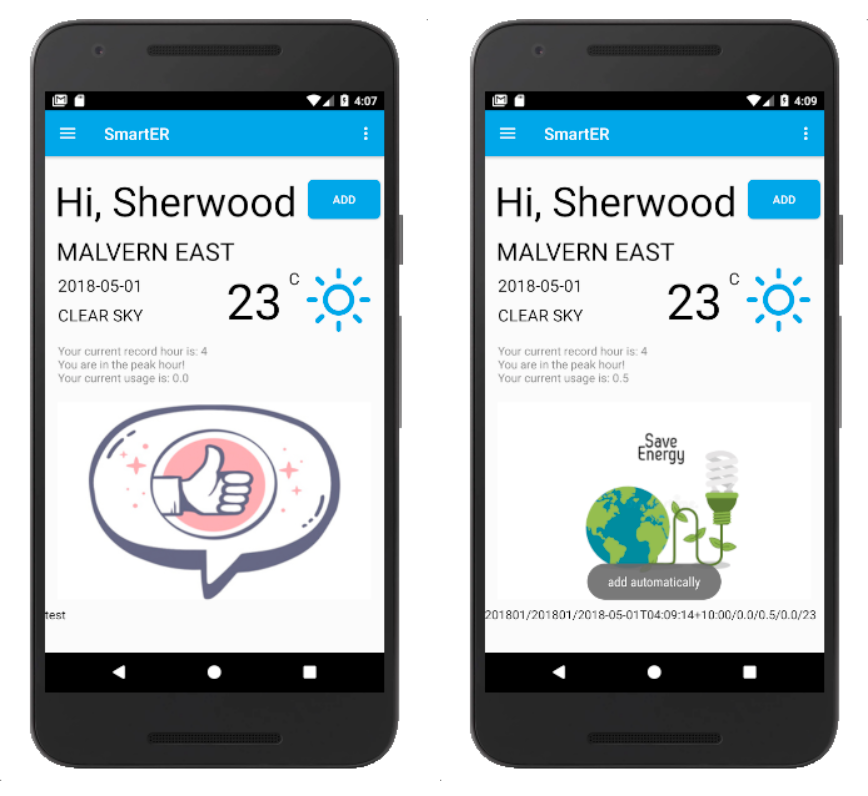 4:07
SmartER
Hi, Sherwood
ADD
MALVERN EAST
2018-05-01
23
C
CLEAR SKY
Your current record hour is: 4
You are in the peak hour!
Your current usage is: 0.0
test
4:09
SmartER
Hi, Sherwood
ADD
MALVERN EAST
2018-05-01
23
C
CLEAR SKY
Your current record hour is: 4
You are in the peak hour!
Your current usage is: 0.5
Save
Energy
add automatically
201801/201801/2018-05-01T04:09:14+10:00/0.0/0.5/0.0/23